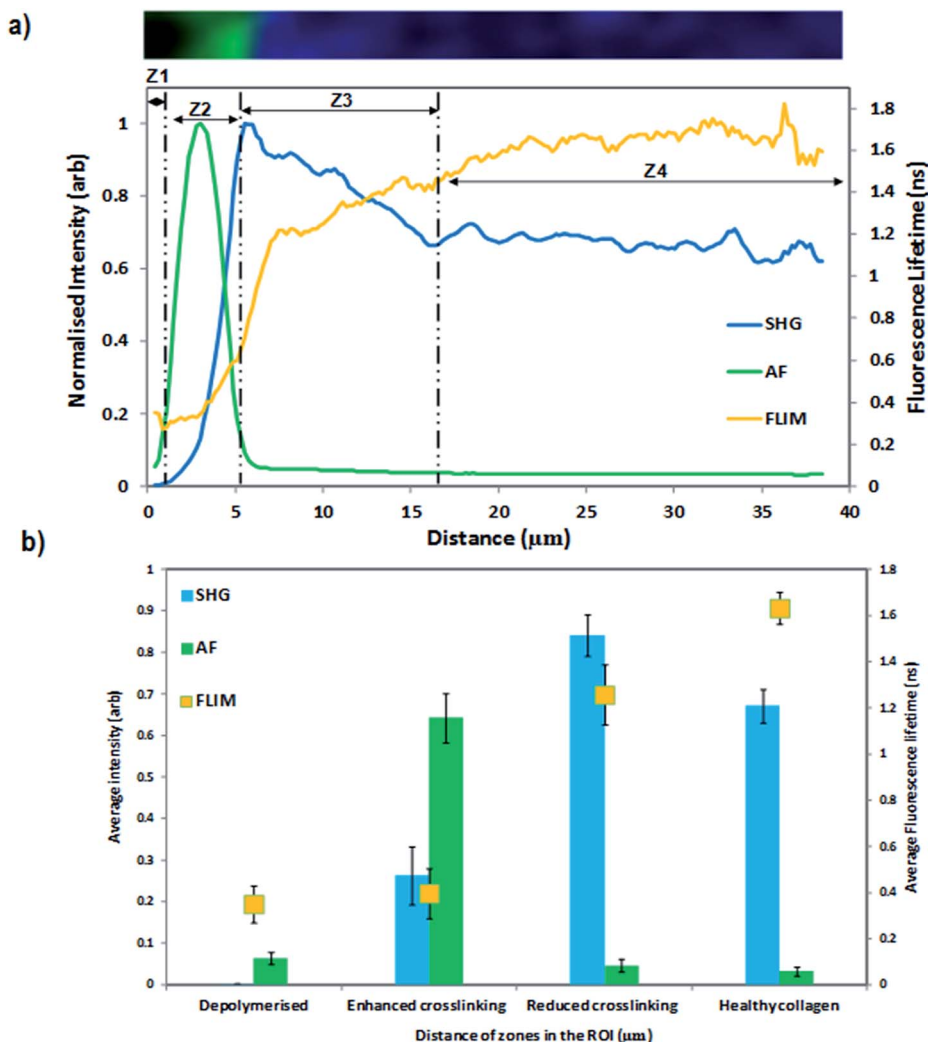 a)
Z1
Z2
Z3
Z4
Normalised Intensity (arb)
1
0.8
0.6
0.4
0.2
0
1.8
1.6
1.4
1.2
1
0.8
0.6
0.4
0.2
0
Fluorescence Lifetime (ns)
SHG
AF
FLIM
0 5 10 15 20 25 30 35 40
Distance (µm)
b)
Average intensity (arb)
1
0.9
0.8
0.7
0.6
0.5
0.4
0.3
0.2
0.1
0
SHG
AF
FLIM
1.8
1.6
1.4
1.2
1
0.8
0.6
0.4
0.2
0
Average Fluorescence lifetime (ns)
Depolymerised Enhanced crosslinking Reduced crosslinking Healthy collagen
Distance of zones in the ROI (µm)